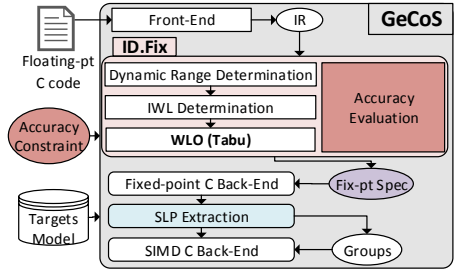 Front-End
IR
GeCoS
Floating-pt
C code
ID.Fix
Dynamic Range Determination
IWL Determination
WLO (Tabu)
Accuracy
Evaluation
Accuracy
Constraint
Fixed-point C Back-End
Fix-pt Spec
Targets
Model
SLP Extraction
SIMD C Back-End
Groups